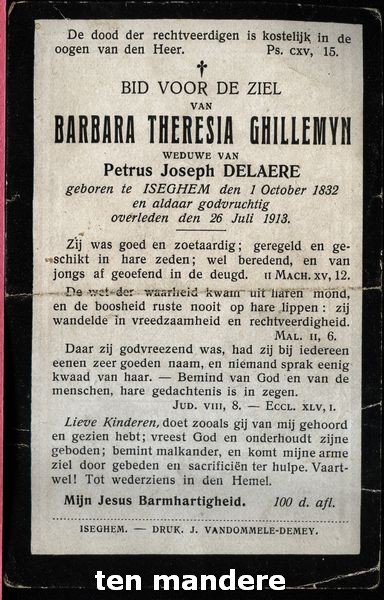 De dood der rechtveerdigen is kostelijk in de
oogen van den Heer. Ps. cxv, 15.
BID VOOR DE ZIEL
VAN
BARBARA THERESIA GHILLEMYN
WEDUWE VAN
Petrus Joseph DELAERE
geboren te ISEGHEM den 1 October 1832
en aldaar godvruchtig
overleden den 26 Juli 1913.
Zij was goed en zoetaardig; geregeld en ge-
schikt in hare zeden; wel beredend, en van
jongs af geoefend in de deugd. II MACH. XV, 12.
De wet der waarheid kwam uit haren mond,
en de boosheid ruste nooit op hare lippen: zij
wandelde in vreedzaamheid en rechtverdigheid.
MAL. II, 6.
Daar zij godvreezend was, had zij bij iedereen
eenen zeer goeden naam, en niemand sprak eenig
kwaad van haar. — Bemind van God en van de
menschen, hare gedachtenis is in zegen.
JUD. VIII, 8. — ECCL. XLV, I.
Lieve Kinderen, doet zooals gij van mij gehoord
en gezien hebt; vreest God en onderhoudt zijne
geboden; bemint malkander, en komt mijne arme
ziel door gebeden en sacrificiën ter hulpe. Vaart-
wel! Tot wederziens in den Hemel.
Mijn Jesus Barmhartigheid. 100 d. afl.
ISEGHEM. — DRUK. J. VANDOMMELE-DEMEY.
ten mandere